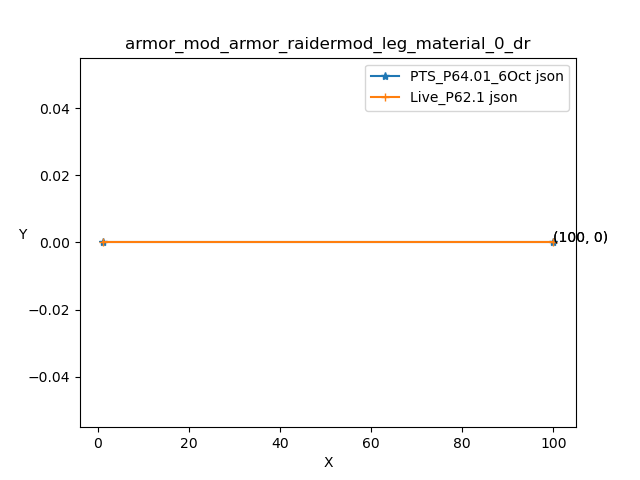 armor_mod_armor_raidermod_leg_material_0_dr
PTS_P64.01_6Oct json
Live_P62.1 json
0.04
0.02
Y
0.00
(100, 0)
−0.02
−0.04
0
20
40
60
80
100
X